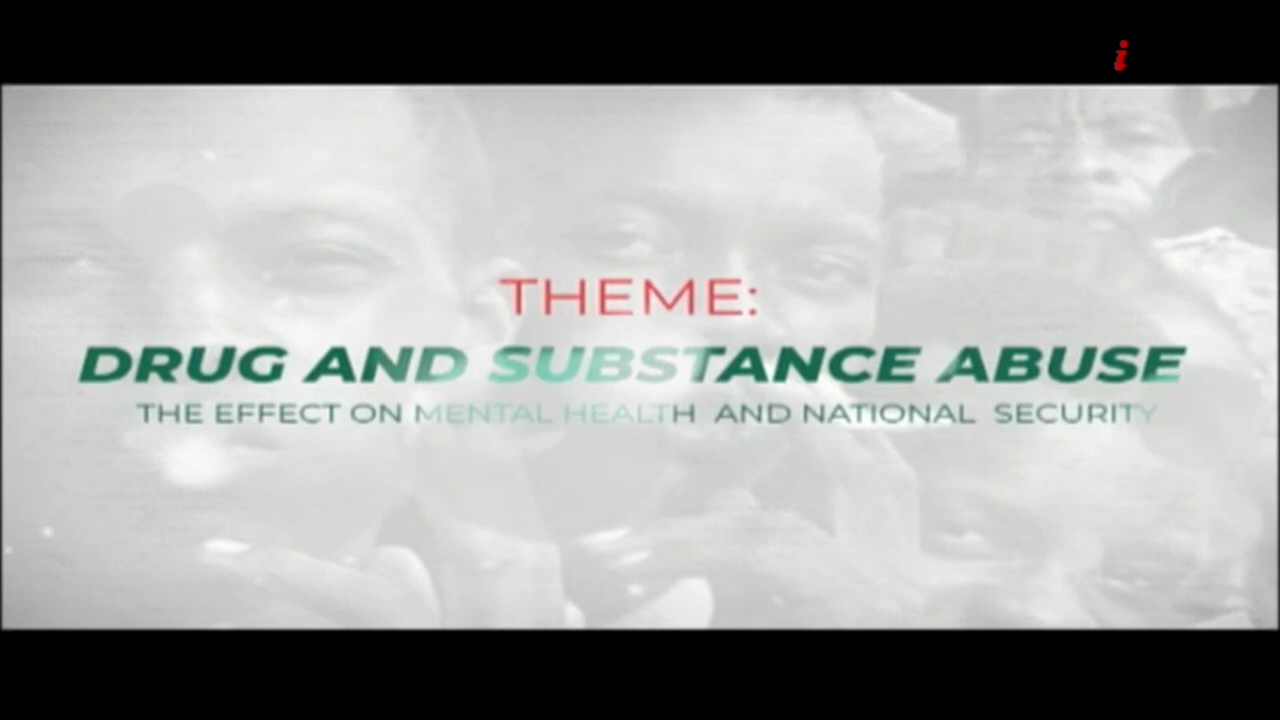 i
THEME:
DRUG AND SUBSTANCE ABUSE
THE EFFECT ON MENTAL HEALTH AND NATIONAL SECURITY